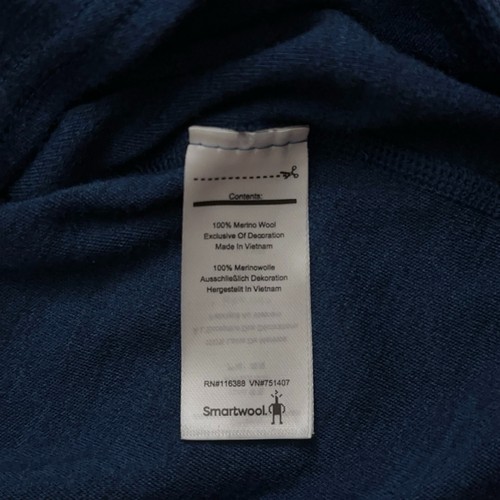 Contents:
100% Merino Wool
Exclusive Of Decoration
Made In Vietnam
100% Merinowolle
Ausschließlich Dekoration
Hergestellt In Vietnam
RN#116388 VN#751407
Smartwool.